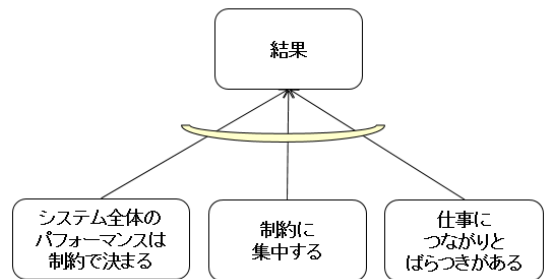 結果
システム全体の
パフォーマンスは
制約で決まる
制約に
集中する
仕事に
つながりと
ばらつきがある